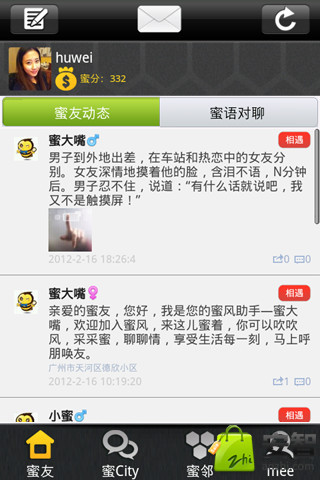 huwei
蜜分：332
蜜友动态
蜜语对聊
蜜大嘴
相遇
男子到外地出差，在车站和热恋中的女友分
别。女友深情地摸着他的脸，含泪不语，N分钟
后。男子忍不住，说道：“有什么话就说吧，我
又不是触摸屏！”
2012-2-16 18:26:4
0
0
蜜大嘴
相遇
亲爱的蜜友，您好，我是您的蜜风助手—蜜大
嘴，欢迎加入蜜风，来这儿蜜着，你可以吹吹
风，采采蜜，聊聊情，享受生活每一刻，马上呼
朋唤友。
广州市天河区德欣小区
2012-2-16 10:19:20
0
1
小蜜
相遇
蜜友
蜜City
蜜邻
zhi
mee